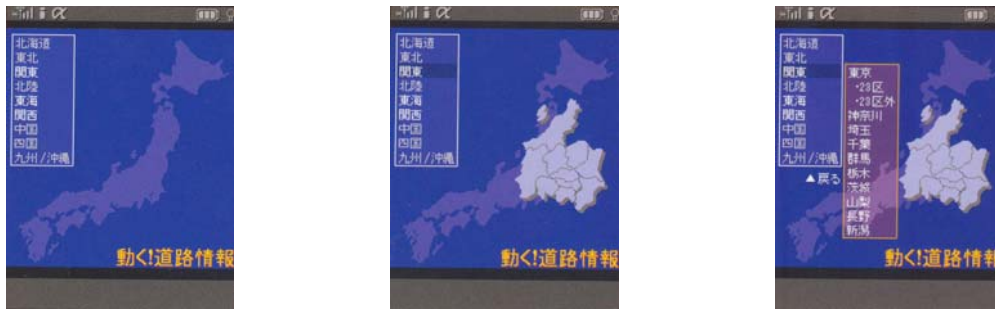 北海道
東北
関東
北陸
東海
関西
中国
四国
九州/沖縄
動く!道路情報
北海道
東北
関東
北陸
東海
関西
中国
四国
九州/沖縄
動く!道路情報
北海道
東北
関東
北陸
東海
関西
中国
四国
九州/沖縄
▲戻る
東京
・23区
・23区外
神奈川
埼玉
千葉
群馬
栃木
茨城
山梨
長野
新潟
動く!道路情報